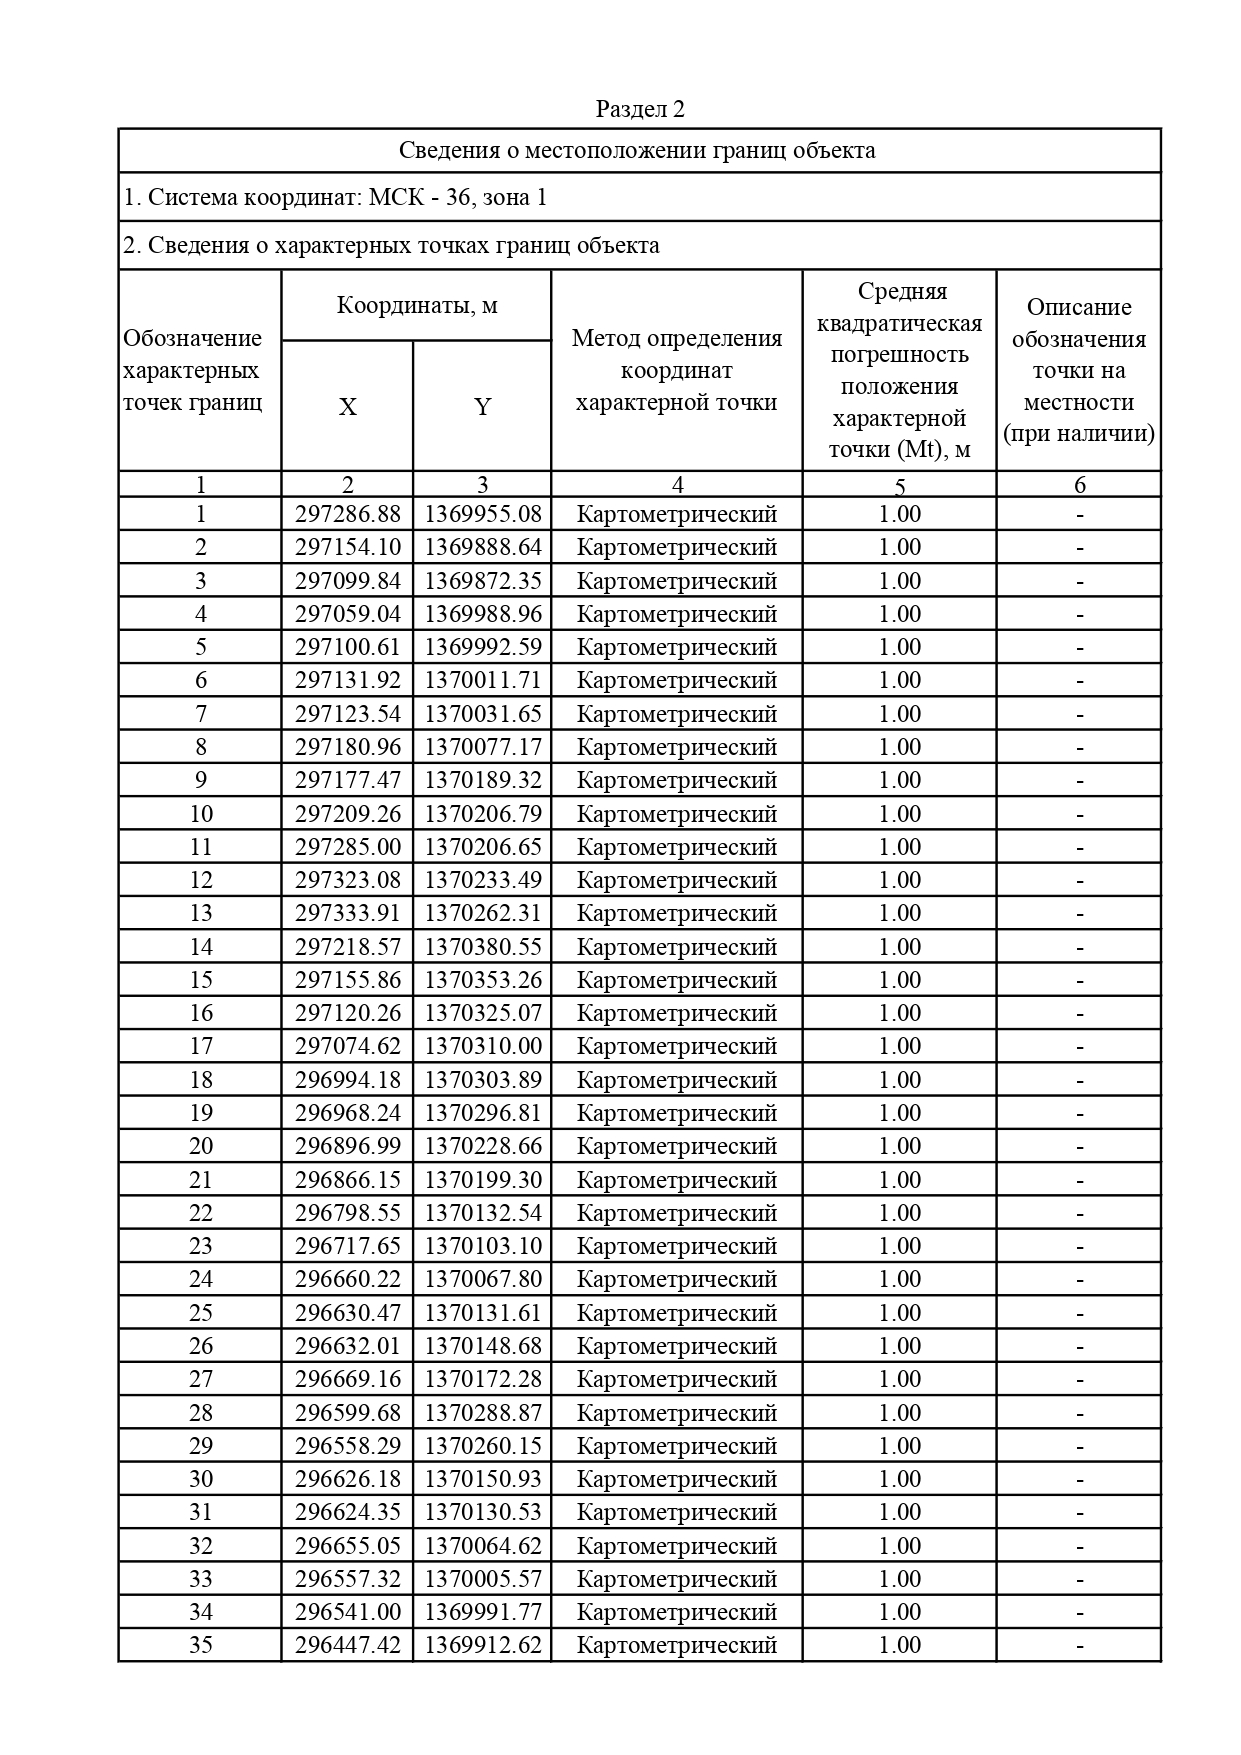 Раздел 2
Сведения о местоположении границ объекта
1. Система координат: МСК - 36, зона 1
2. Сведения о характерных точках границ объекта
Обозначение характерных точек границ
Координаты, м
X
Y
Метод определения координат характерной точки
Средняя квадратическая погрешность положения характерной точки (Mt), м
Описание обозначения точки на местности (при наличии)
1 2 3 4 5 6
1 297286.88 1369955.08 Картометрический 1.00 -
2 297154.10 1369888.64 Картометрический 1.00 -
3 297099.84 1369872.35 Картометрический 1.00 -
4 297059.04 1369988.96 Картометрический 1.00 -
5 297100.61 1369992.59 Картометрический 1.00 -
6 297131.92 1370011.71 Картометрический 1.00 -
7 297123.54 1370031.65 Картометрический 1.00 -
8 297180.96 1370077.17 Картометрический 1.00 -
9 297177.47 1370189.32 Картометрический 1.00 -
10 297209.26 1370206.79 Картометрический 1.00 -
11 297285.00 1370206.65 Картометрический 1.00 -
12 297323.08 1370233.49 Картометрический 1.00 -
13 297333.91 1370262.31 Картометрический 1.00 -
14 297218.57 1370380.55 Картометрический 1.00 -
15 297155.86 1370353.26 Картометрический 1.00 -
16 297120.26 1370325.07 Картометрический 1.00 -
17 297074.62 1370310.00 Картометрический 1.00 -
18 296994.18 1370303.89 Картометрический 1.00 -
19 296968.24 1370296.81 Картометрический 1.00 -
20 296896.99 1370228.66 Картометрический 1.00 -
21 296866.15 1370199.30 Картометрический 1.00 -
22 296798.55 1370132.54 Картометрический 1.00 -
23 296717.65 1370103.10 Картометрический 1.00 -
24 296660.22 1370067.80 Картометрический 1.00 -
25 296630.47 1370131.61 Картометрический 1.00 -
26 296632.01 1370148.68 Картометрический 1.00 -
27 296669.16 1370172.28 Картометрический 1.00 -
28 296599.68 1370288.87 Картометрический 1.00 -
29 296558.29 1370260.15 Картометрический 1.00 -
30 296626.18 1370150.93 Картометрический 1.00 -
31 296624.35 1370130.53 Картометрический 1.00 -
32 296655.05 1370064.62 Картометрический 1.00 -
33 296557.32 1370005.57 Картометрический 1.00 -
34 296541.00 1369991.77 Картометрический 1.00 -
35 296447.42 1369912.62 Картометрический 1.00 -